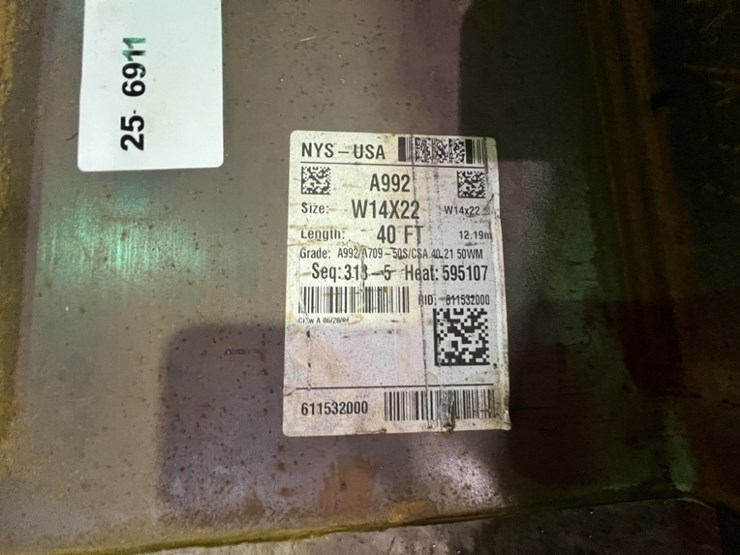 25- 6911
NYS - USA
A992
Size: W14X22 W14x22
Length: 40 FT 12.19m
Grade: A992/A709-50S/CSA 40.21 50WM
Seq: 318-5 Heat: 595107
611532000